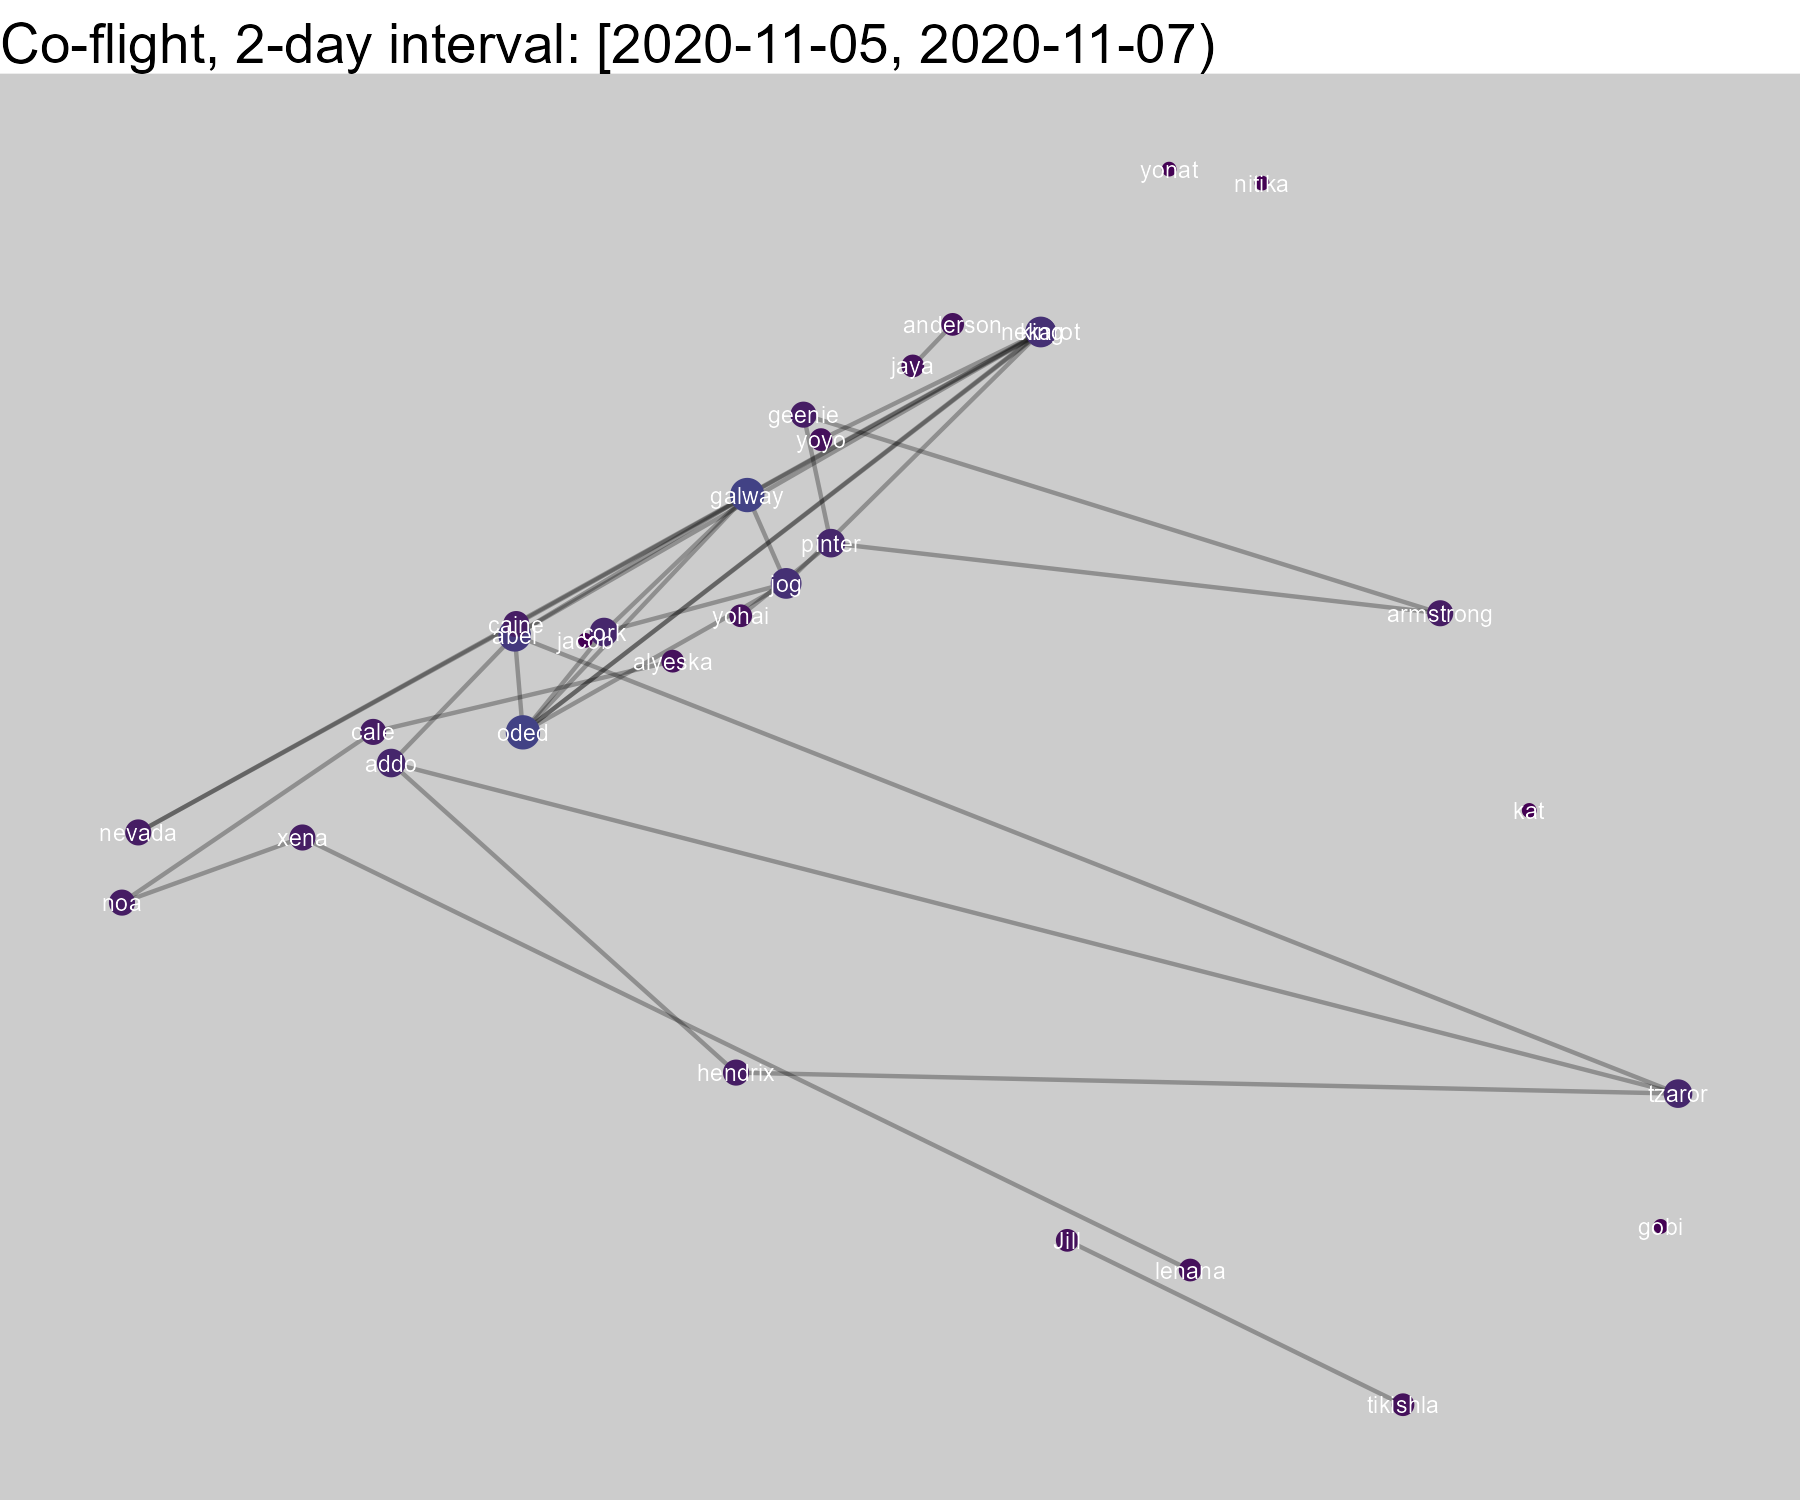 Co-flight, 2-day interval: [2020-11-05, 2020-11-07)
yonat
nitika
anderson
jaya
geenie
yoyo
galway
pinter
jog
yohai
armstrong
caine
abel
cork
jacob
alyeska
cale
oded
addo
nevada
xena
kat
noa
hendrix
tzaror
gobi
Jill
lenana
tikishla